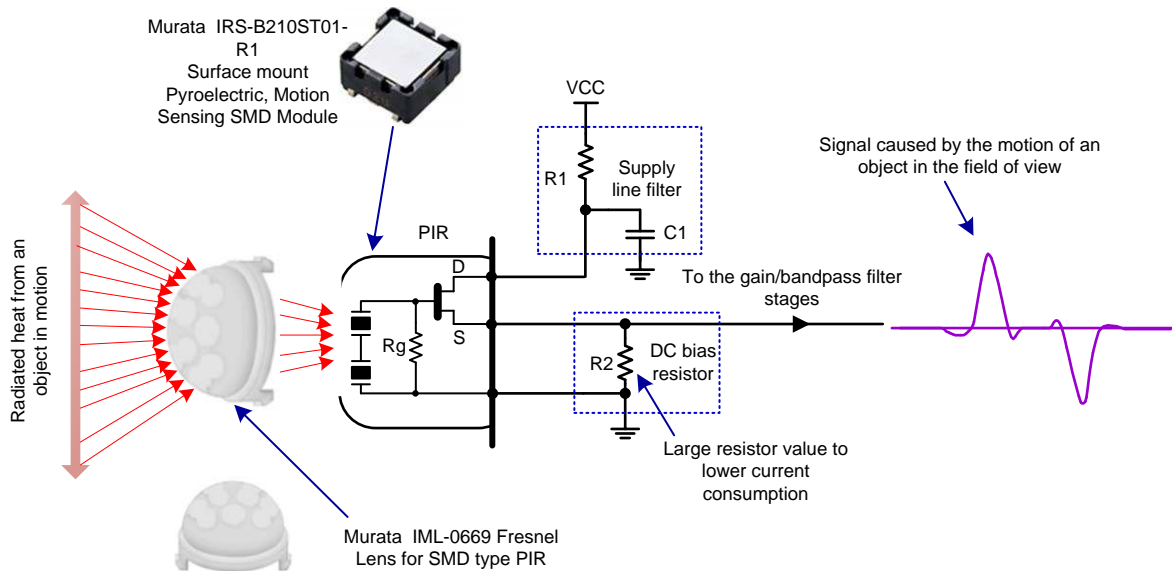 Murata IRS-B210ST01-
R1
Surface mount
Pyroelectric, Motion
Sensing SMD Module
VCC
R1
Supply
line filter
C1
Signal caused by the motion of an
object in the field of view
Radiated heat from an
object in motion
PIR
D
S
Rg
To the gain/bandpass filter
stages
R2
DC bias
resistor
Large resistor value to
lower current
consumption
Murata IML-0669 Fresnel
Lens for SMD type PIR